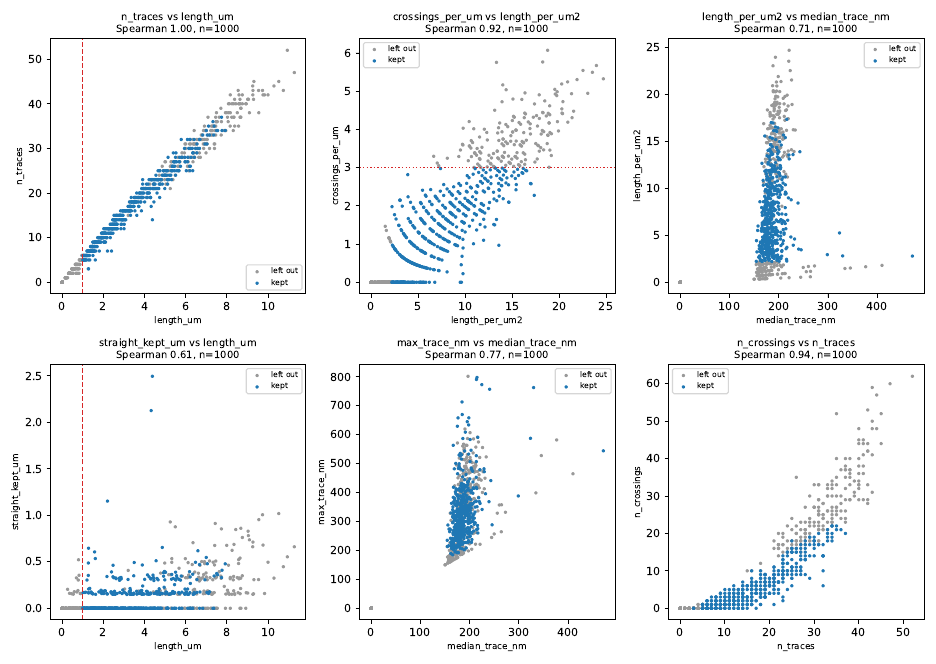 n_traces vs length_um
Spearman 1.00, n=1000
n_traces
50
40
30
20
10
0
left out
kept
0 2 4 6 8 10
length_um
crossings_per_um vs length_per_um2
Spearman 0.92, n=1000
left out
kept
crossings_per_um
6
5
4
3
2
1
0
0 5 10 15 20 25
length_per_um2
length_per_um2 vs median_trace_nm
Spearman 0.71, n=1000
left out
kept
length_per_um2
25
20
15
10
5
0
0 100 200 300 400
median_trace_nm
straight_kept_um vs length_um
Spearman 0.61, n=1000
left out
kept
straight_kept_um
2.5
2.0
1.5
1.0
0.5
0.0
0 2 4 6 8 10
length_um
max_trace_nm vs median_trace_nm
Spearman 0.77, n=1000
left out
kept
max_trace_nm
800
700
600
500
400
300
200
100
0
0 100 200 300 400
median_trace_nm
n_crossings vs n_traces
Spearman 0.94, n=1000
left out
kept
n_crossings
60
50
40
30
20
10
0
0 10 20 30 40 50
n_traces